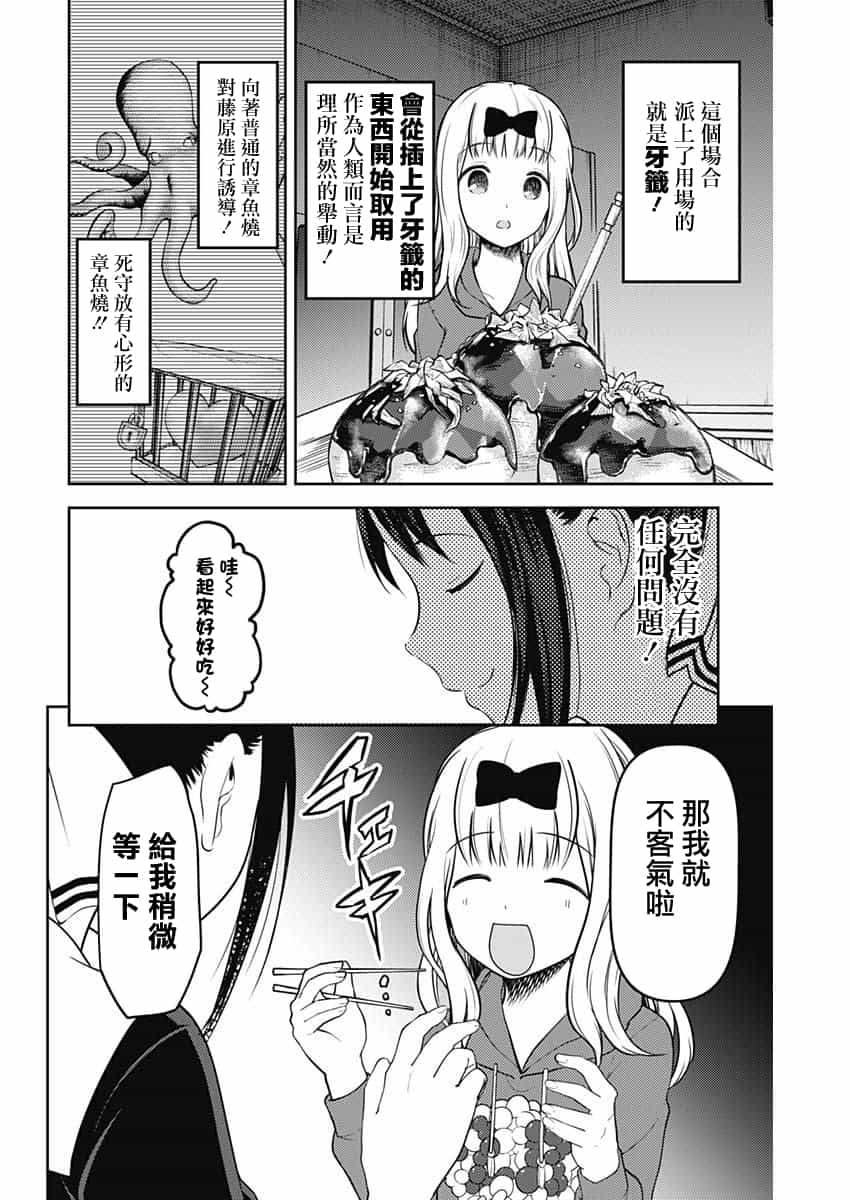 這個場合
派上了用場的
就是牙籤！
會從插上了牙籤的
東西開始取用
作為人類而言是
理所當然的舉動！
向著普通的章魚燒
對藤原進行誘導！
死守放有心形的
章魚燒!!
完全沒有
任何問題！
哇～
看起來好好吃～
那我就
不客氣啦
チェン
給我稍微
等一下